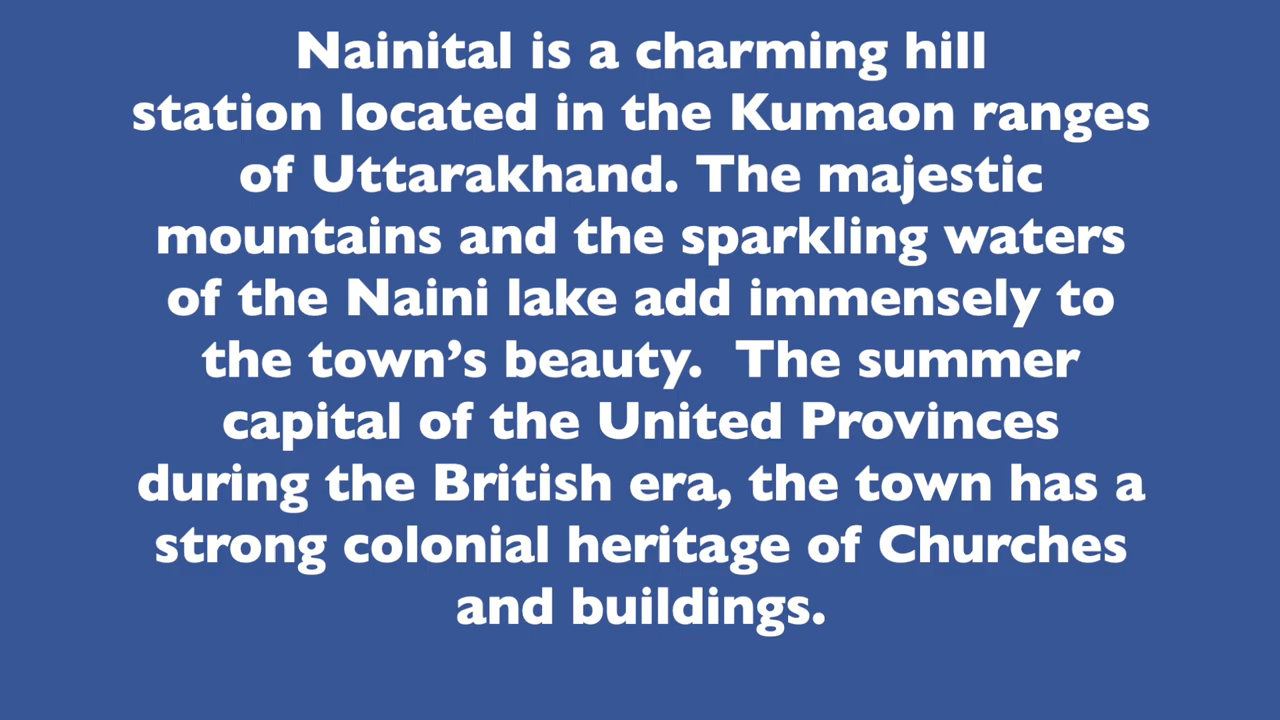 Nainital is a charming hill
station located in the Kumaon ranges
of Uttarakhand. The majestic
mountains and the sparkling waters
of the Naini lake add immensely to
the town’s beauty.  The summer
capital of the United Provinces
during the British era, the town has a
strong colonial heritage of Churches
and buildings.